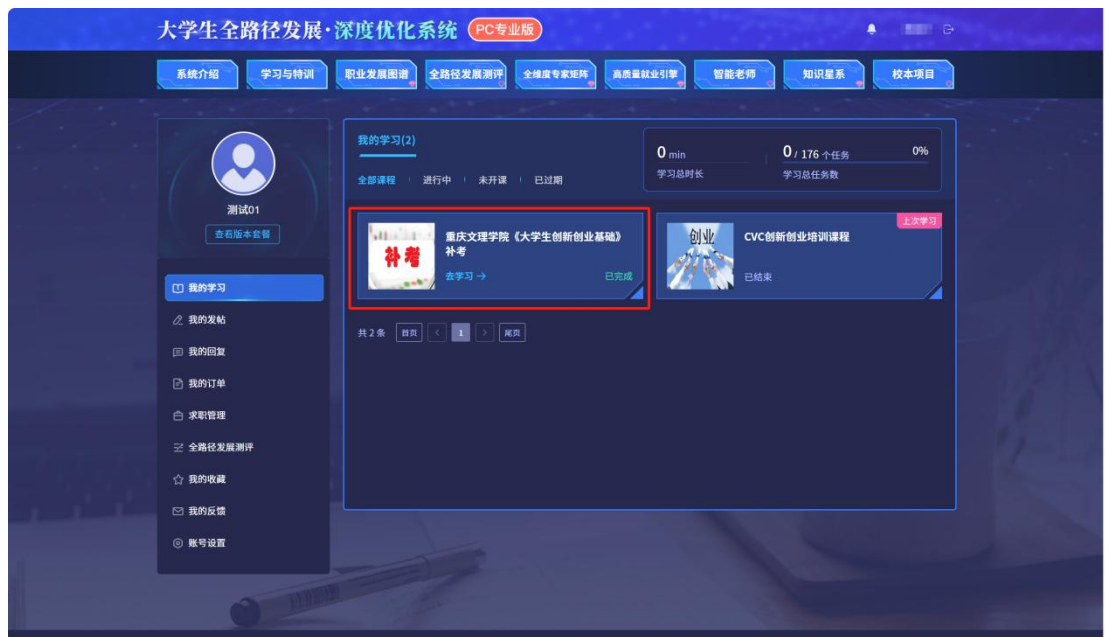 大学生全路径发展·深度优化系统 PC专业版
系统介绍 学习与特训 职业发展图谱 全路径发展测评 全维度专家矩阵 高质量就业引擎 智能老师 知识星系 校本项目
测试01
查看版本套餐
我的学习
我的发帖
我的回复
我的订单
求职管理
全路径发展测评
我的收藏
我的反馈
账号设置
我的学习(2)
全部课程 进行中 未开课 已过期
0 min
学习总时长
0 / 176 个任务 0%
学习总任务数
补考
重庆文理学院《大学生创新创业基础》
补考
去学习 → 已完成
上次学习
创业
CVC创新创业培训课程
已结束
共 2 条 首页 < 1 > 尾页